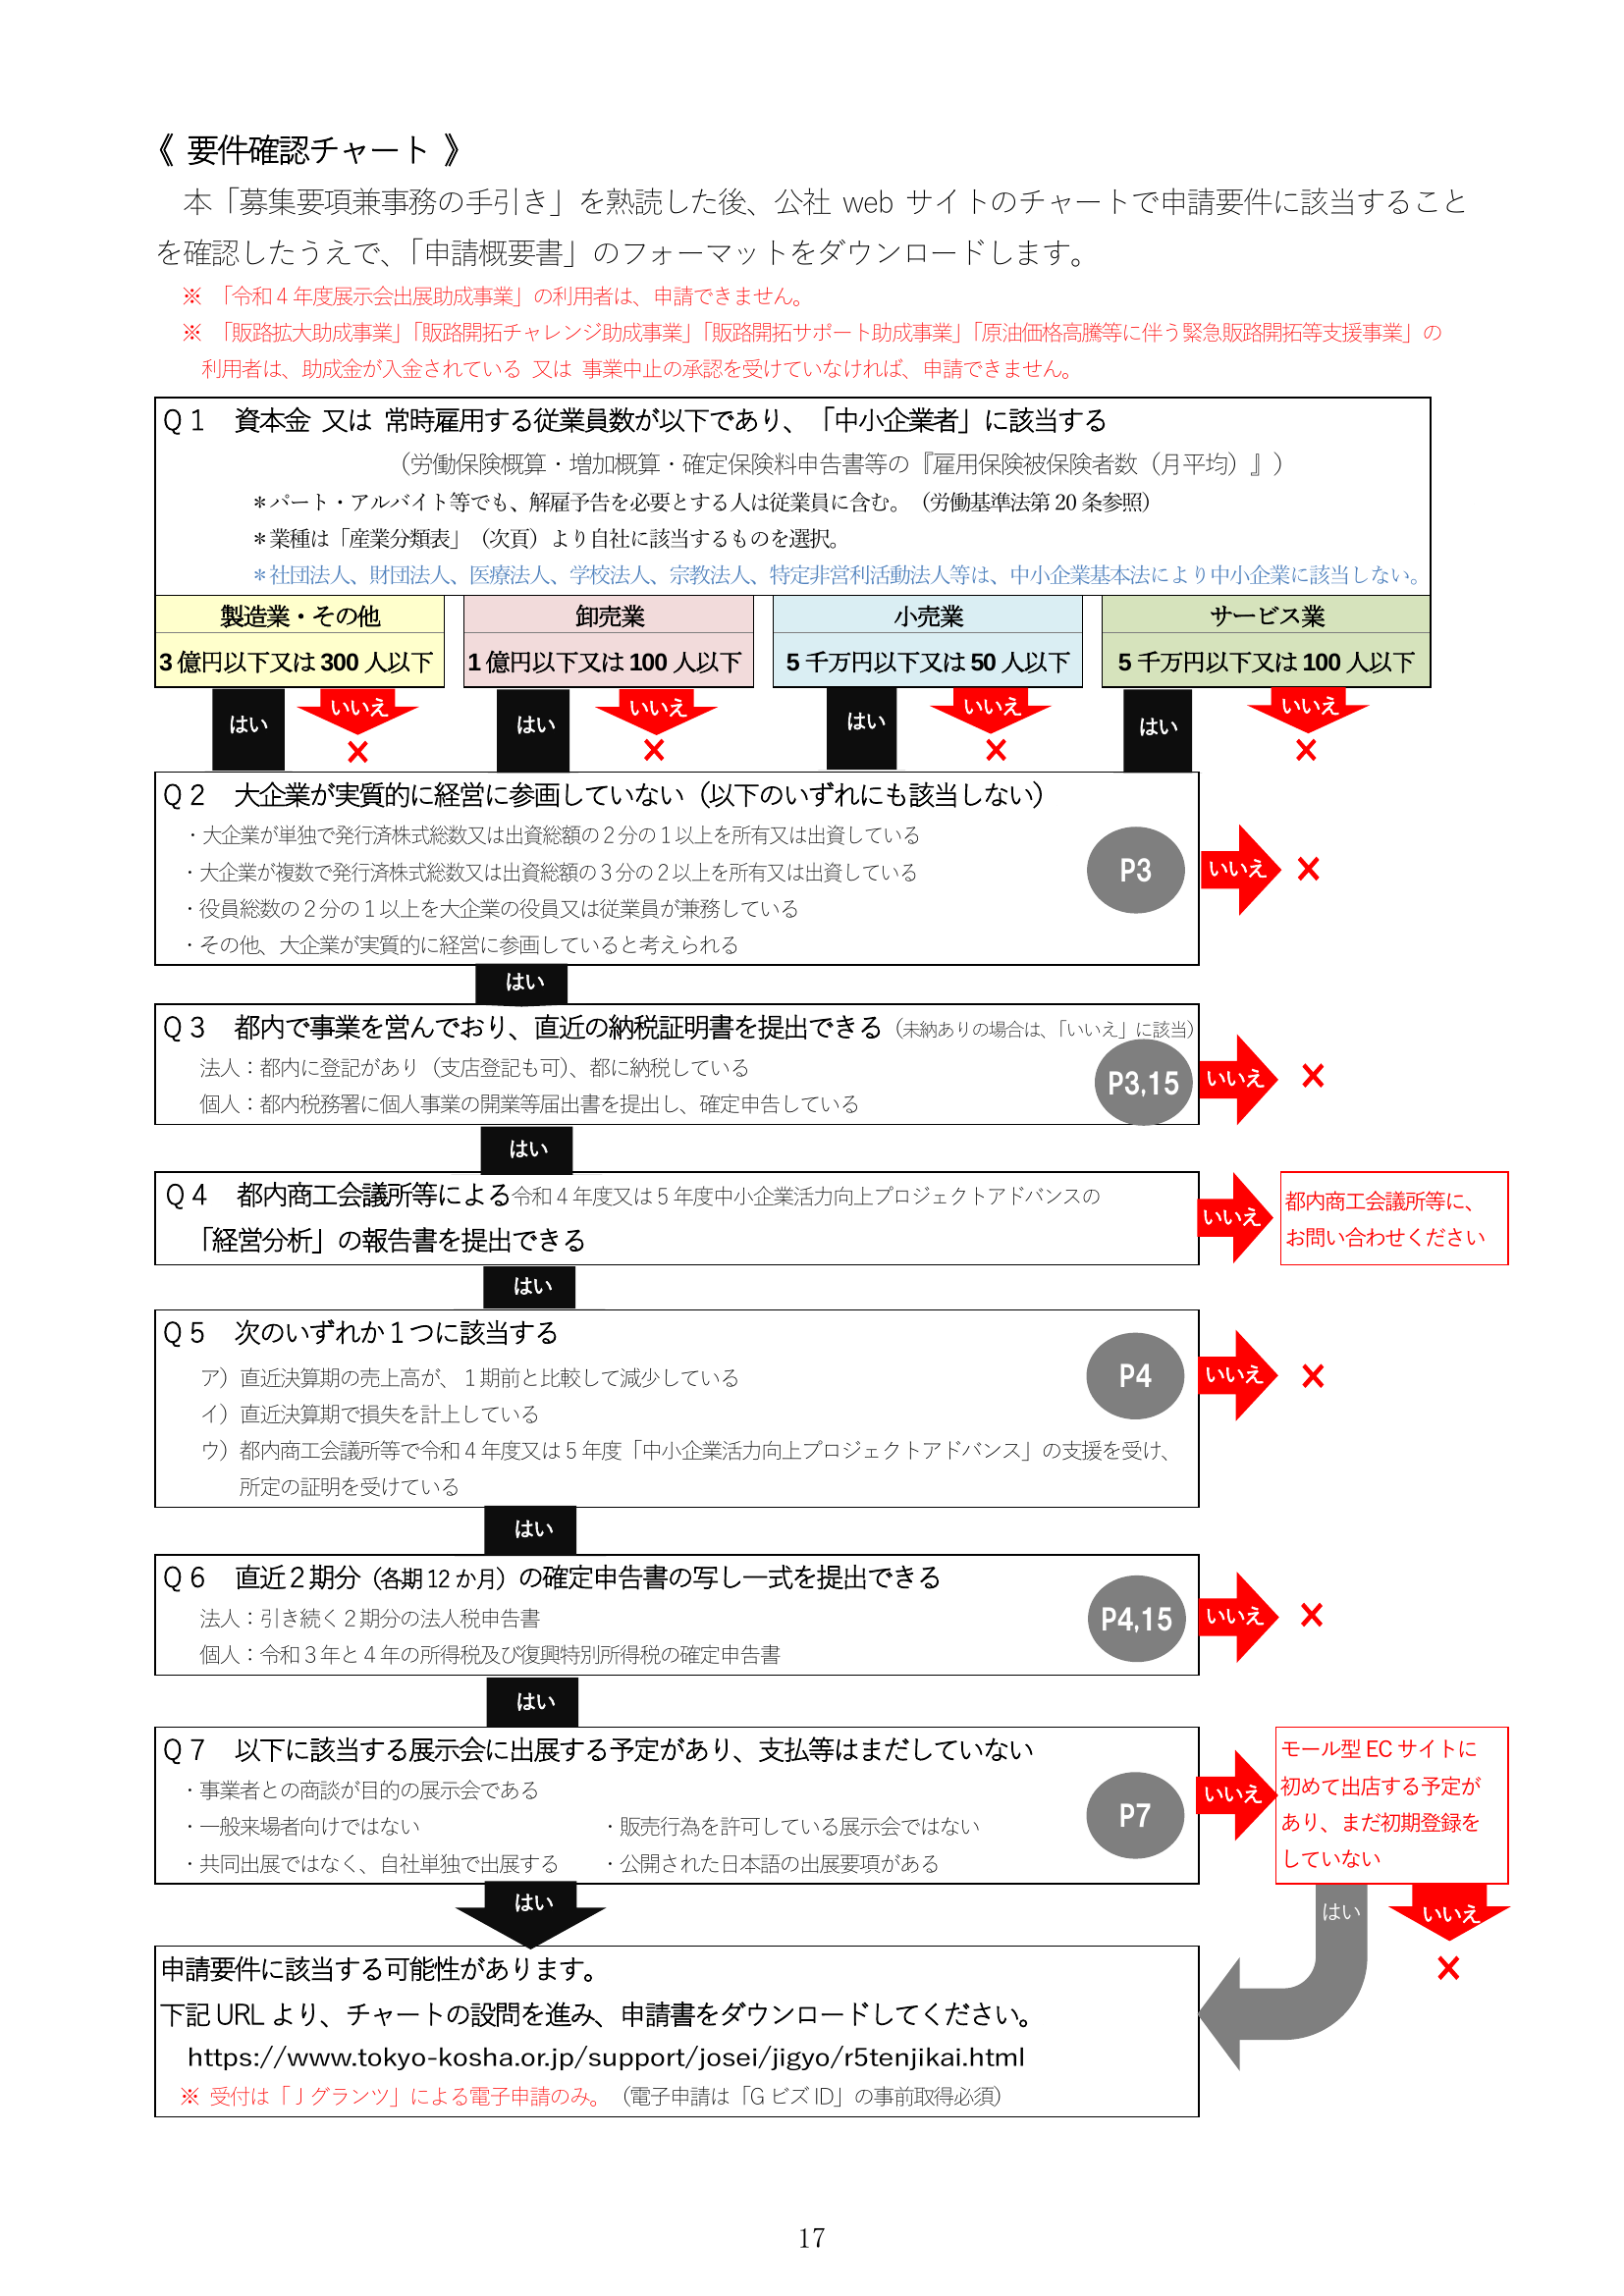 《 要件確認チャート 》
本「募集要項兼事務の手引き」を熟読した後、公社 web サイトのチャートで申請要件に該当すること
を確認したうえで、「申請概要書」のフォーマットをダウンロードします。
※ 「令和４年度展示会出展助成事業」の利用者は、申請できません。
※ 「販路拡大助成事業」「販路開拓チャレンジ助成事業」「販路開拓サポート助成事業」「原油価格高騰等に伴う緊急販路開拓等支援事業」の
利用者は、助成金が入金されている 又は 事業中止の承認を受けていなければ、申請できません。
Ｑ１ 資本金 又は 常時雇用する従業員数が以下であり、「中小企業者」に該当する
（労働保険概算・増加概算・確定保険料申告書等の『雇用保険被保険者数（月平均）』）
＊パート・アルバイト等でも、解雇予告を必要とする人は従業員に含む。（労働基準法第 20 条参照）
＊業種は「産業分類表」（次頁）より自社に該当するものを選択。
＊社団法人、財団法人、医療法人、学校法人、宗教法人、特定非営利活動法人等は、中小企業基本法により中小企業に該当しない。
製造業・その他 卸売業 小売業 サービス業
3 億円以下又は 300 人以下 1 億円以下又は 100 人以下 5 千万円以下又は 50 人以下 5 千万円以下又は 100 人以下
はい いいえ はい いいえ はい いいえ はい いいえ
× × × ×
Ｑ２ 大企業が実質的に経営に参画していない（以下のいずれにも該当しない）
・大企業が単独で発行済株式総数又は出資総額の２分の１以上を所有又は出資している
・大企業が複数で発行済株式総数又は出資総額の３分の２以上を所有又は出資している
P3 いいえ ×
・役員総数の２分の１以上を大企業の役員又は従業員が兼務している
・その他、大企業が実質的に経営に参画していると考えられる
はい
Ｑ３ 都内で事業を営んでおり、直近の納税証明書を提出できる（未納ありの場合は、「いいえ」に該当）
法人：都内に登記があり（支店登記も可）、都に納税している
P3,15 いいえ ×
個人：都内税務署に個人事業の開業等届出書を提出し、確定申告している
はい
Ｑ４ 都内商工会議所等による令和４年度又は５年度中小企業活力向上プロジェクトアドバンスの
「経営分析」の報告書を提出できる
いいえ
都内商工会議所等に、
お問い合わせください
はい
Ｑ５ 次のいずれか１つに該当する
ア）直近決算期の売上高が、１期前と比較して減少している
P4 いいえ ×
イ）直近決算期で損失を計上している
ウ）都内商工会議所等で令和４年度又は５年度「中小企業活力向上プロジェクトアドバンス」の支援を受け、
所定の証明を受けている
はい
Ｑ６ 直近２期分（各期 12 か月）の確定申告書の写し一式を提出できる
法人：引き続く２期分の法人税申告書
P4,15 いいえ ×
個人：令和３年と４年の所得税及び復興特別所得税の確定申告書
はい
Ｑ７ 以下に該当する展示会に出展する予定があり、支払等はまだしていない
・事業者との商談が目的の展示会である
・一般来場者向けではない ・販売行為を許可している展示会ではない
・共同出展ではなく、自社単独で出展する ・公開された日本語の出展要項がある
P7 いいえ
モール型 EC サイトに
初めて出店する予定が
あり、まだ初期登録を
していない
はい はい いいえ
×
申請要件に該当する可能性があります。
下記 URL より、チャートの設問を進み、申請書をダウンロードしてください。
https://www.tokyo-kosha.or.jp/support/josei/jigyo/r5tenjikai.html
※ 受付は「J グランツ」による電子申請のみ。（電子申請は「G ビズ ID」の事前取得必須）
17